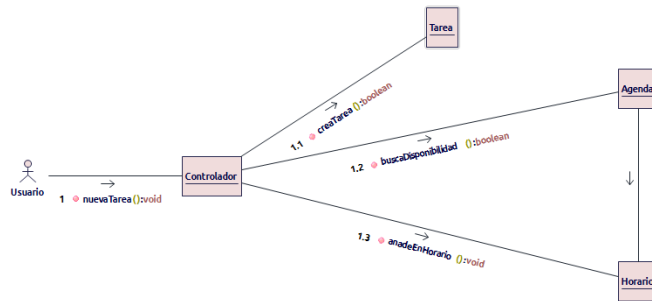 Tarea
Agenda
1.1 creaTarea ():boolean
1.2 buscaDisponibilidad ():boolean
Controlador
Usuario
1 nuevaTarea():void
1.3 anadeEnHorario ():void
Horario